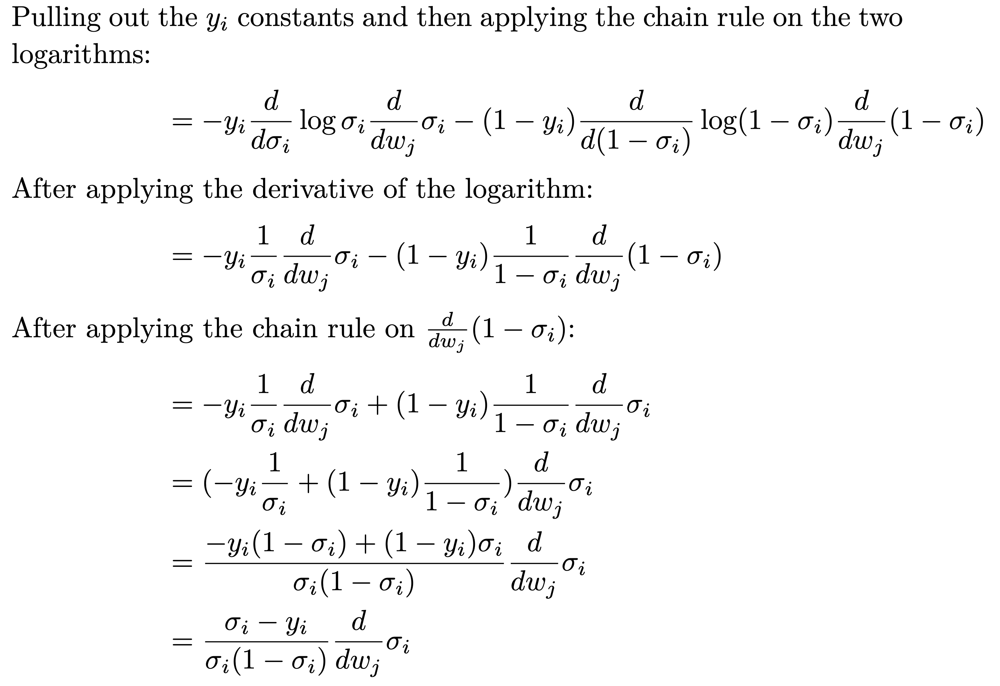 Pulling out the $y_i$ constants and then applying the chain rule on the two
logarithms:
$= -y_i \frac{d}{d\sigma_i} \log \sigma_i \frac{d}{dw_j} \sigma_i - (1 - y_i) \frac{d}{d(1 - \sigma_i)} \log(1 - \sigma_i) \frac{d}{dw_j} (1 - \sigma_i)$
After applying the derivative of the logarithm:
$= -y_i \frac{1}{\sigma_i} \frac{d}{dw_j} \sigma_i - (1 - y_i) \frac{1}{1 - \sigma_i} \frac{d}{dw_j} (1 - \sigma_i)$
After applying the chain rule on $\frac{d}{dw_j}(1 - \sigma_i)$:
$= -y_i \frac{1}{\sigma_i} \frac{d}{dw_j} \sigma_i + (1 - y_i) \frac{1}{1 - \sigma_i} \frac{d}{dw_j} \sigma_i$
$= (-y_i \frac{1}{\sigma_i} + (1 - y_i) \frac{1}{1 - \sigma_i}) \frac{d}{dw_j} \sigma_i$
$= \frac{-y_i(1 - \sigma_i) + (1 - y_i)\sigma_i}{\sigma_i(1 - \sigma_i)} \frac{d}{dw_j} \sigma_i$
$= \frac{\sigma_i - y_i}{\sigma_i(1 - \sigma_i)} \frac{d}{dw_j} \sigma_i$